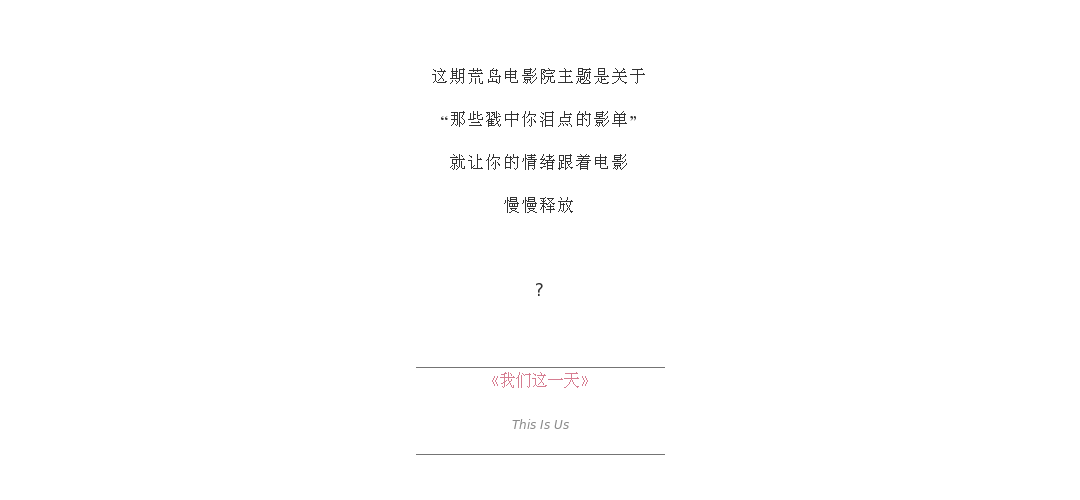 这期荒岛电影院主题是关于
“那些戳中你泪点的影单”
就让你的情绪跟着电影
慢慢释放
?
《我们这一天》
This Is Us